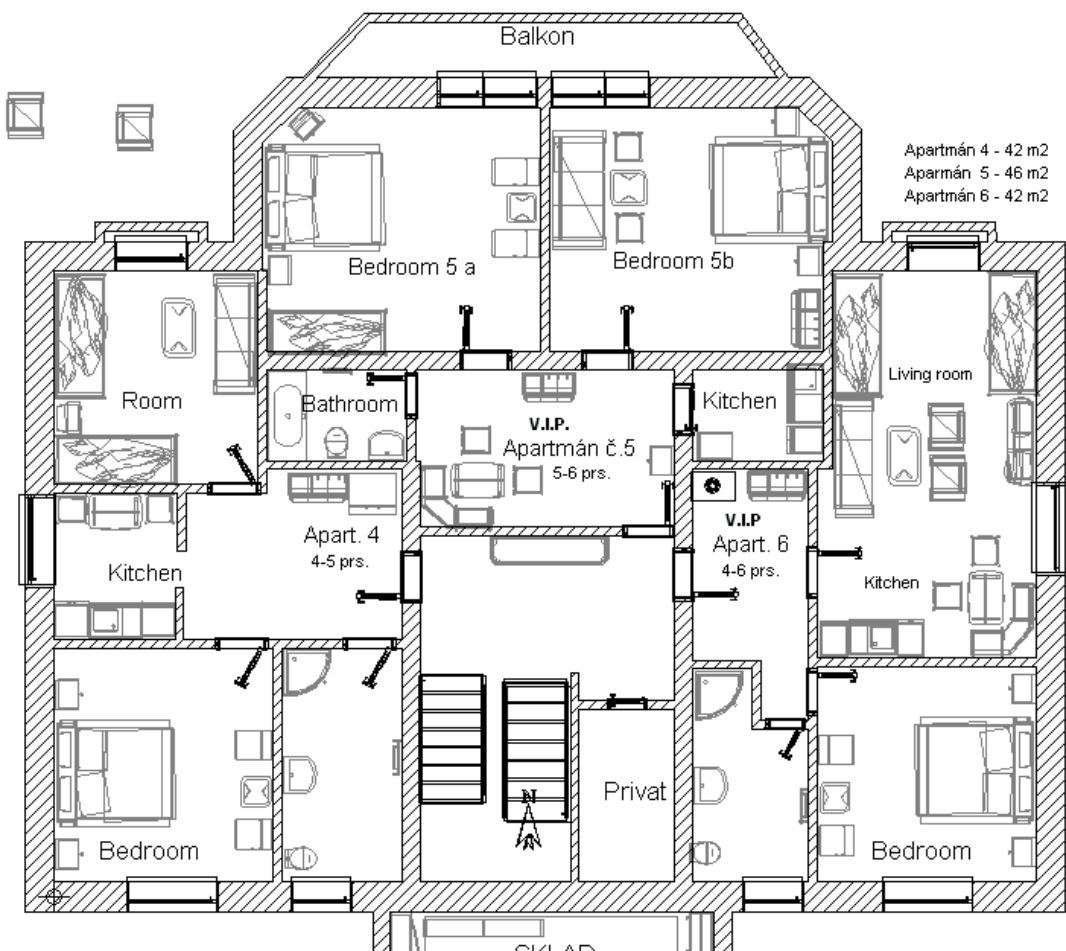 Balkon
Apartmán 4 - 42 m2
Aparmán 5 - 46 m2
Apartmán 6 - 42 m2
Bedroom 5 a
Bedroom 5b
Living room
Room
Bathroom
Kitchen
V.I.P.
Apartmán č.5
5-6 prs.
Apart. 4
4-5 prs.
V.I.P
Apart. 6
4-6 prs.
Kitchen
Kitchen
Privat
N
Bedroom
Bedroom
SKLAD